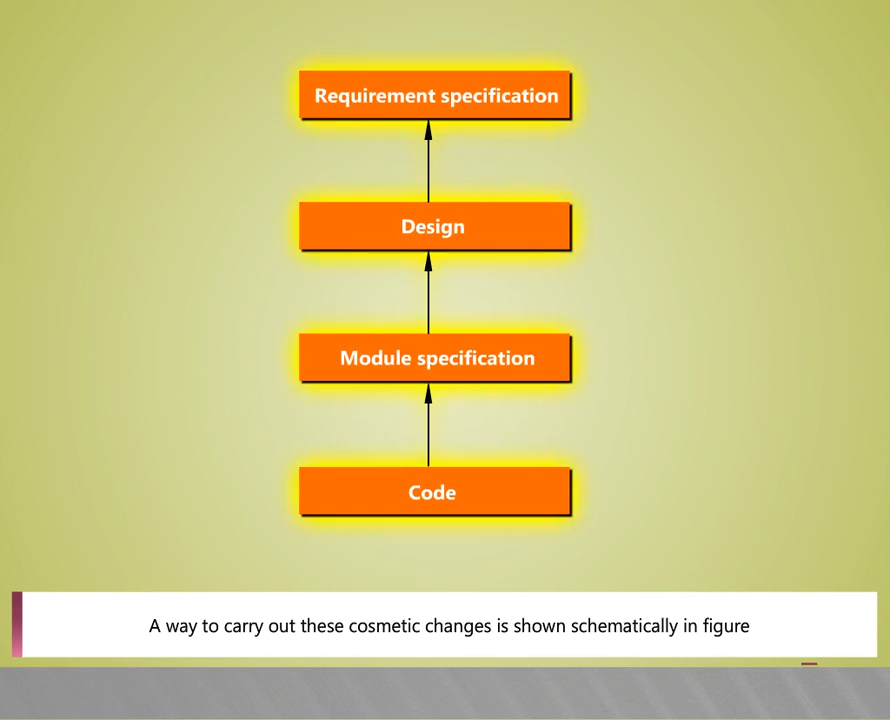 Requirement specification
Design
Module specification
Code
A way to carry out these cosmetic changes is shown schematically in figure